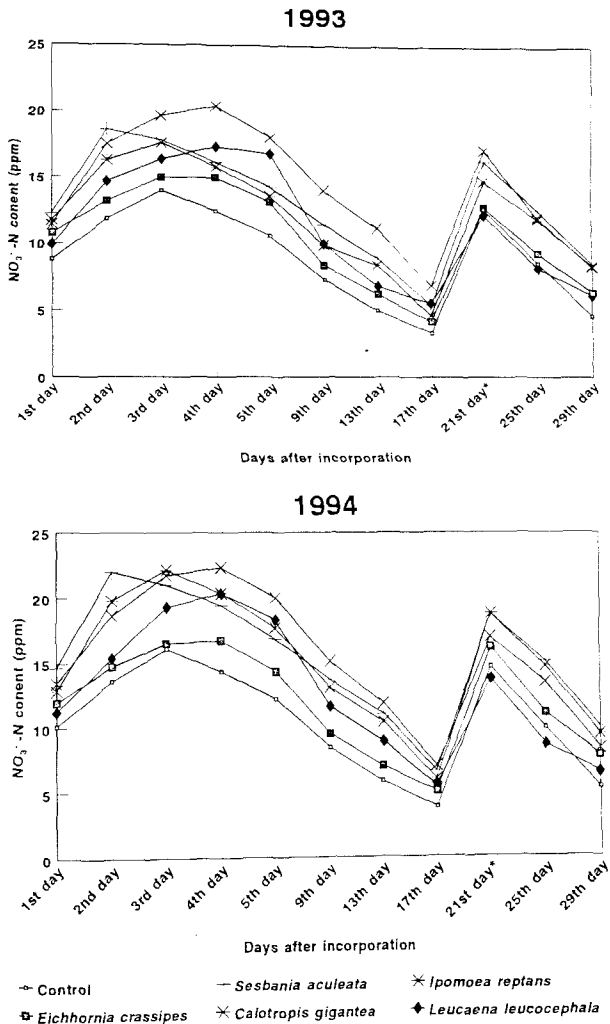 1993
25
20
15
10
5
0
NO3- -N conent (ppm)
1st day
2nd day
3rd day
4th day
5th day
9th day
13th day
17th day
21st day*
25th day
29th day
Days after incorporation
1994
25
20
15
10
5
0
NO3- -N conent (ppm)
1st day
2nd day
3rd day
4th day
5th day
9th day
13th day
17th day
21st day*
25th day
29th day
Days after incorporation
Control
Sesbania aculeata
Ipomoea reptans
Eichhornia crassipes
Calotropis gigantea
Leucaena leucocephala